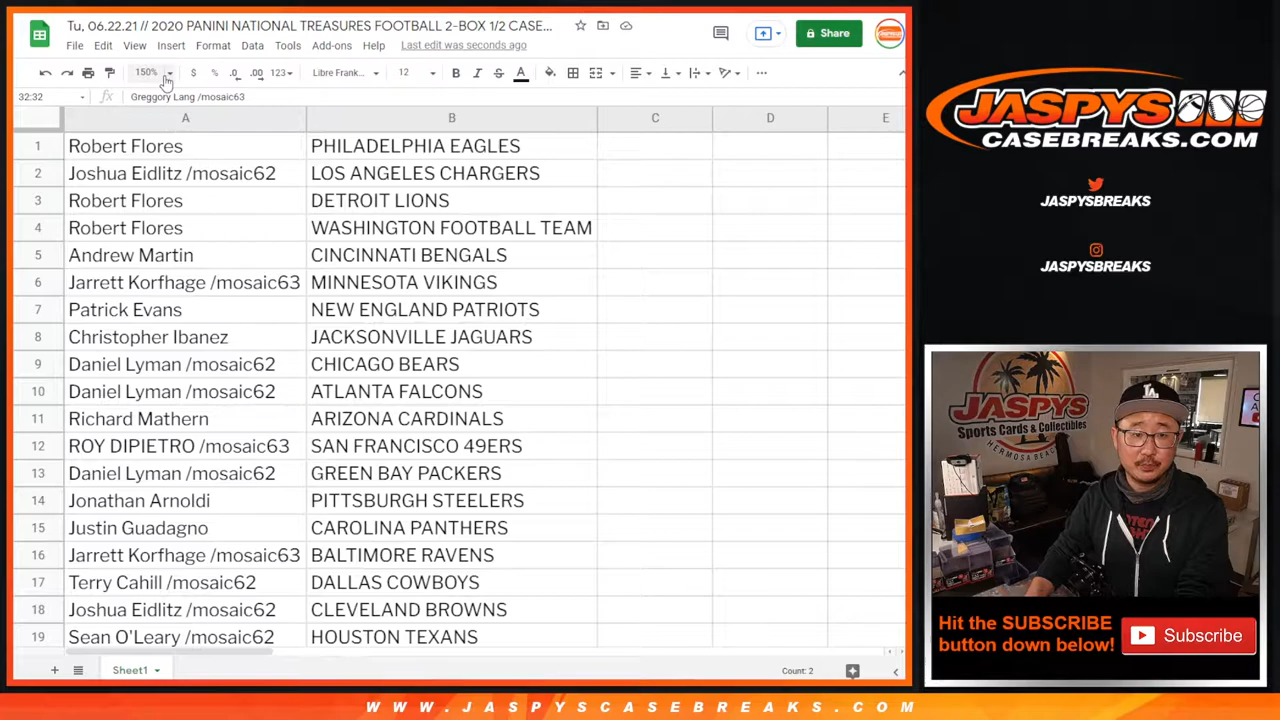 Tu, 06.22.21 // 2020 PANINI NATIONAL TREASURES FOOTBALL 2-BOX 1/2 CASE...
File Edit View Insert Format Data Tools Add-ons Help Last edit was seconds ago
Share
150% $ % .0 .00 123 Libre Frank... 12 B I S A
32:32 fx Greggory Lang /mosaic63
A B C D E
1 Robert Flores PHILADELPHIA EAGLES
2 Joshua Eidlitz /mosaic62 LOS ANGELES CHARGERS
3 Robert Flores DETROIT LIONS
4 Robert Flores WASHINGTON FOOTBALL TEAM
5 Andrew Martin CINCINNATI BENGALS
6 Jarrett Korfhage /mosaic63 MINNESOTA VIKINGS
7 Patrick Evans NEW ENGLAND PATRIOTS
8 Christopher Ibanez JACKSONVILLE JAGUARS
9 Daniel Lyman /mosaic62 CHICAGO BEARS
10 Daniel Lyman /mosaic62 ATLANTA FALCONS
11 Richard Mathern ARIZONA CARDINALS
12 ROY DIPIETRO /mosaic63 SAN FRANCISCO 49ERS
13 Daniel Lyman /mosaic62 GREEN BAY PACKERS
14 Jonathan Arnoldi PITTSBURGH STEELERS
15 Justin Guadagno CAROLINA PANTHERS
16 Jarrett Korfhage /mosaic63 BALTIMORE RAVENS
17 Terry Cahill /mosaic62 DALLAS COWBOYS
18 Joshua Eidlitz /mosaic62 CLEVELAND BROWNS
19 Sean O'Leary /mosaic62 HOUSTON TEXANS
Sheet1
Count: 2
JASPYS
CASEBREAKS.COM
JASPYSBREAKS
JASPYSBREAKS
JASPYS
Sports Cards & Collectibles
HERMOSA BEACH
LA
Hit the SUBSCRIBE
button down below!
Subscribe
WWW.JASPYSCASEBREAKS.COM